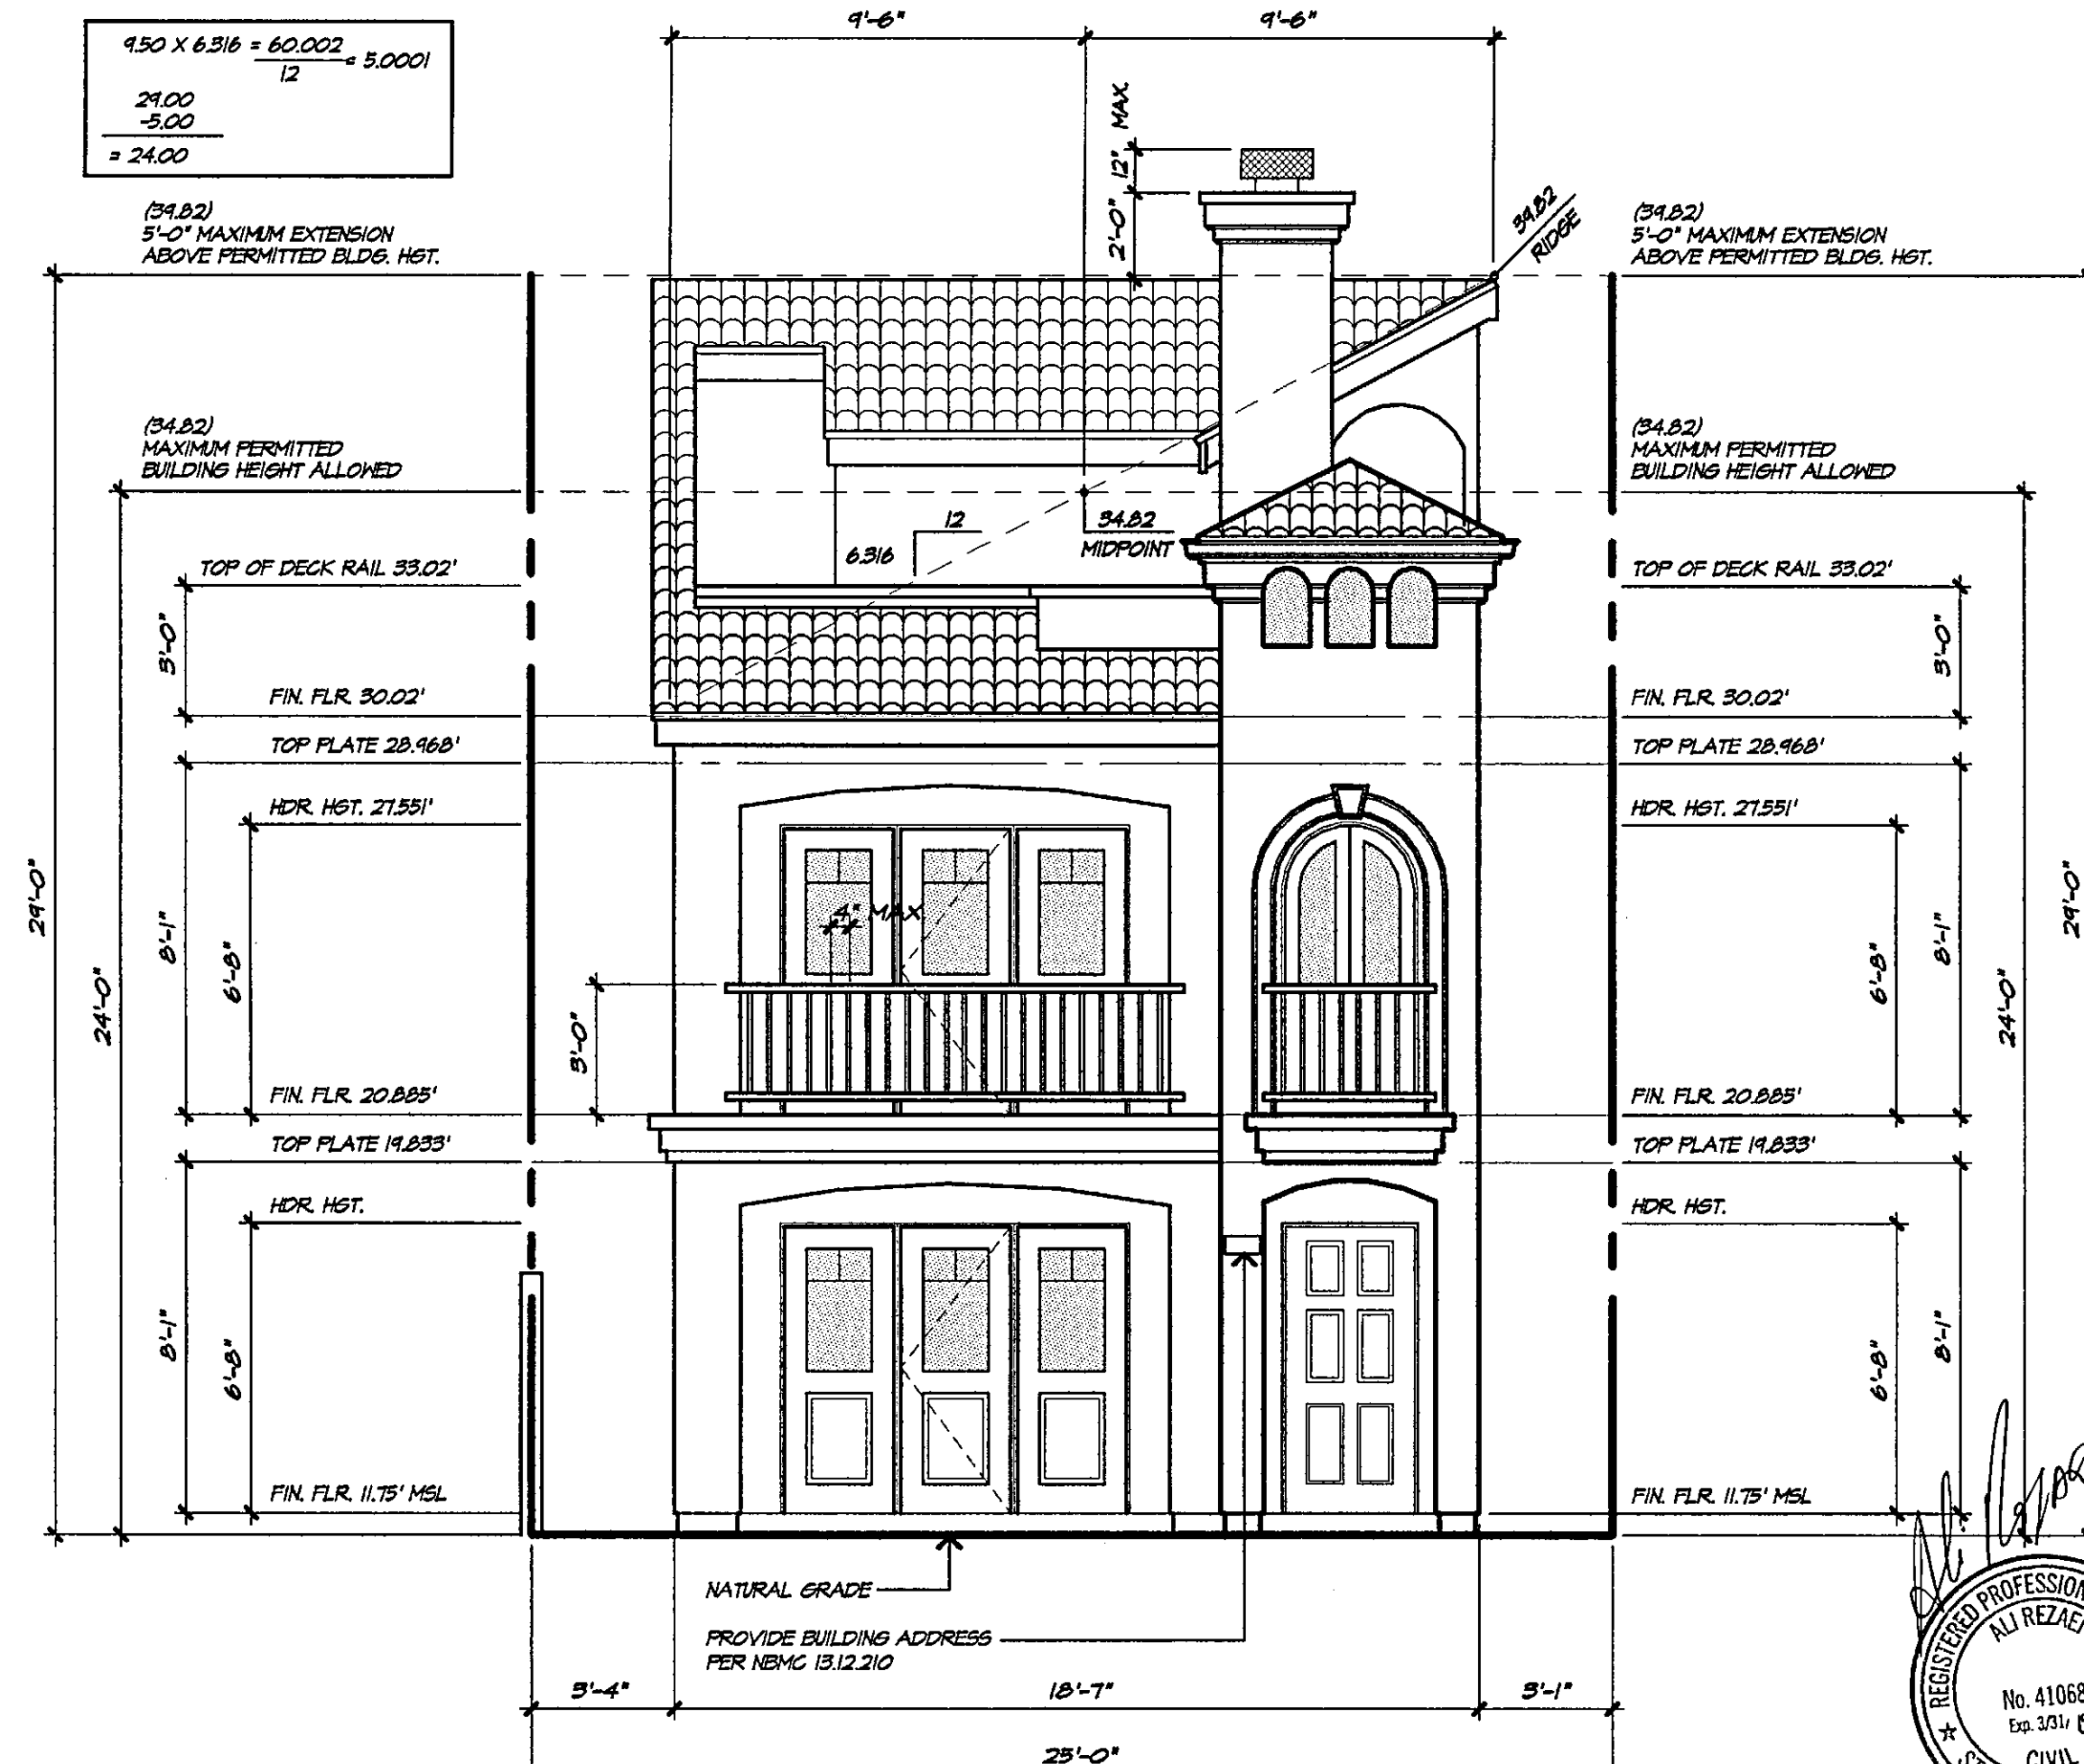 9.50 X 6.316 = 60.002 = 5.0001
12
29.00
-5.00
= 24.00
9'-6"
9'-6"
12" MAX.
2'-0"
39.82
RIDGE
(39.82)
5'-0" MAXIMUM EXTENSION
ABOVE PERMITTED BLDG. HGT.
(39.82)
5'-0" MAXIMUM EXTENSION
ABOVE PERMITTED BLDG. HGT.
(34.82)
MAXIMUM PERMITTED
BUILDING HEIGHT ALLOWED
(34.82)
MAXIMUM PERMITTED
BUILDING HEIGHT ALLOWED
12
6.316
34.82
MIDPOINT
TOP OF DECK RAIL 33.02'
TOP OF DECK RAIL 33.02'
3'-0"
3'-0"
FIN. FLR. 30.02'
FIN. FLR. 30.02'
TOP PLATE 28.968'
TOP PLATE 28.968'
HDR. HGT. 27.551'
HDR. HGT. 27.551'
29'-0"
24'-0"
8'-1"
6'-8"
4" MAX
3'-0"
6'-8"
8'-1"
24'-0"
29'-0"
FIN. FLR. 20.885'
FIN. FLR. 20.885'
TOP PLATE 19.833'
TOP PLATE 19.833'
HDR. HGT.
HDR. HGT.
8'-1"
6'-8"
6'-8"
8'-1"
FIN. FLR. 11.75' MSL
FIN. FLR. 11.75' MSL
NATURAL GRADE
PROVIDE BUILDING ADDRESS
PER NBMC 13.12.210
3'-4"
18'-7"
3'-1"
25'-0"
REGISTERED PROFESSION
ALI REZAE
No. 41068
Exp. 3/31/
CIVIL